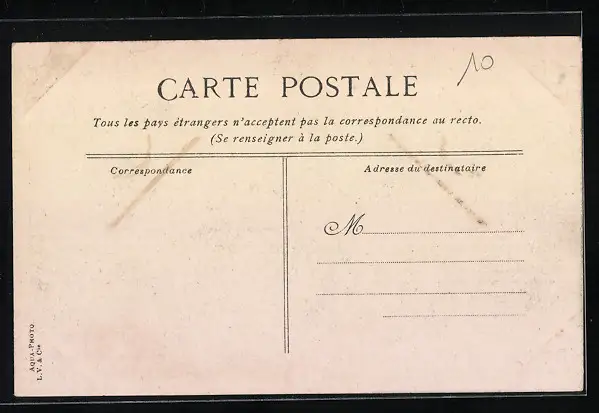 10
CARTE POSTALE
Tous les pays étrangers n'acceptent pas la correspondance au recto.
(Se renseigner à la poste.)
Correspondance
Adresse du destinataire
M
AQUA-PHOTO.
L.V. & Cie